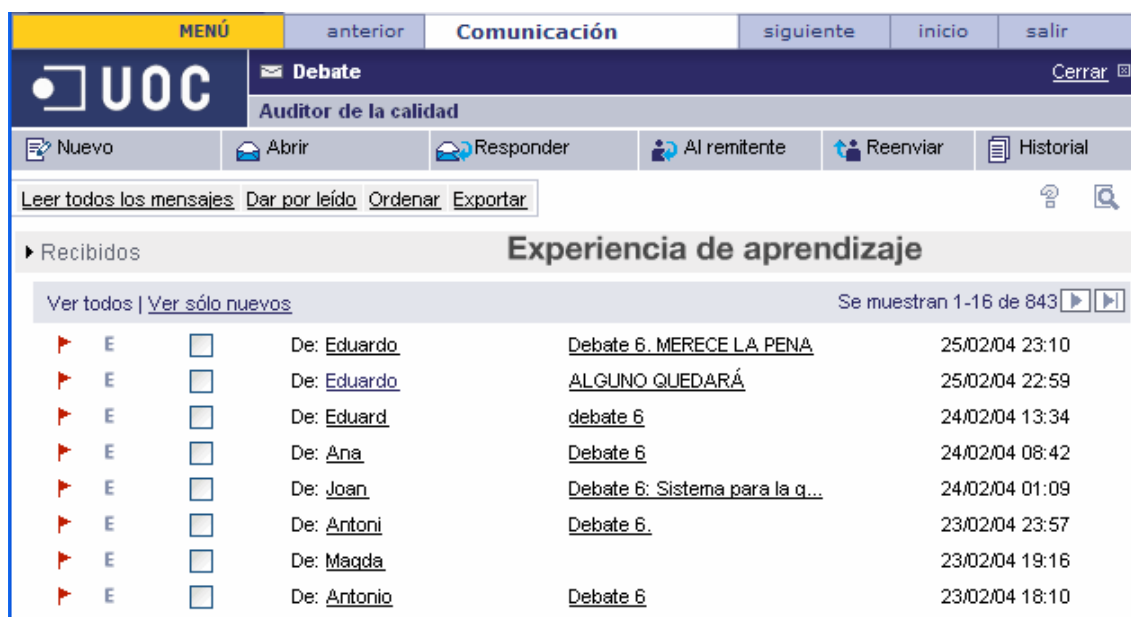 MENÚ anterior Comunicación siguiente inicio salir
UOC Debate Cerrar
Auditor de la calidad
Nuevo Abrir Responder Al remitente Reenviar Historial
Leer todos los mensajes Dar por leído Ordenar Exportar
Recibidos Experiencia de aprendizaje
Ver todos | Ver sólo nuevos Se muestran 1-16 de 843
E De: Eduardo Debate 6. MERECE LA PENA 25/02/04 23:10
E De: Eduardo ALGUNO QUEDARÁ 25/02/04 22:59
E De: Eduard debate 6 24/02/04 13:34
E De: Ana Debate 6 24/02/04 08:42
E De: Joan Debate 6: Sistema para la q... 24/02/04 01:09
E De: Antoni Debate 6. 23/02/04 23:57
E De: Magda 23/02/04 19:16
E De: Antonio Debate 6 23/02/04 18:10